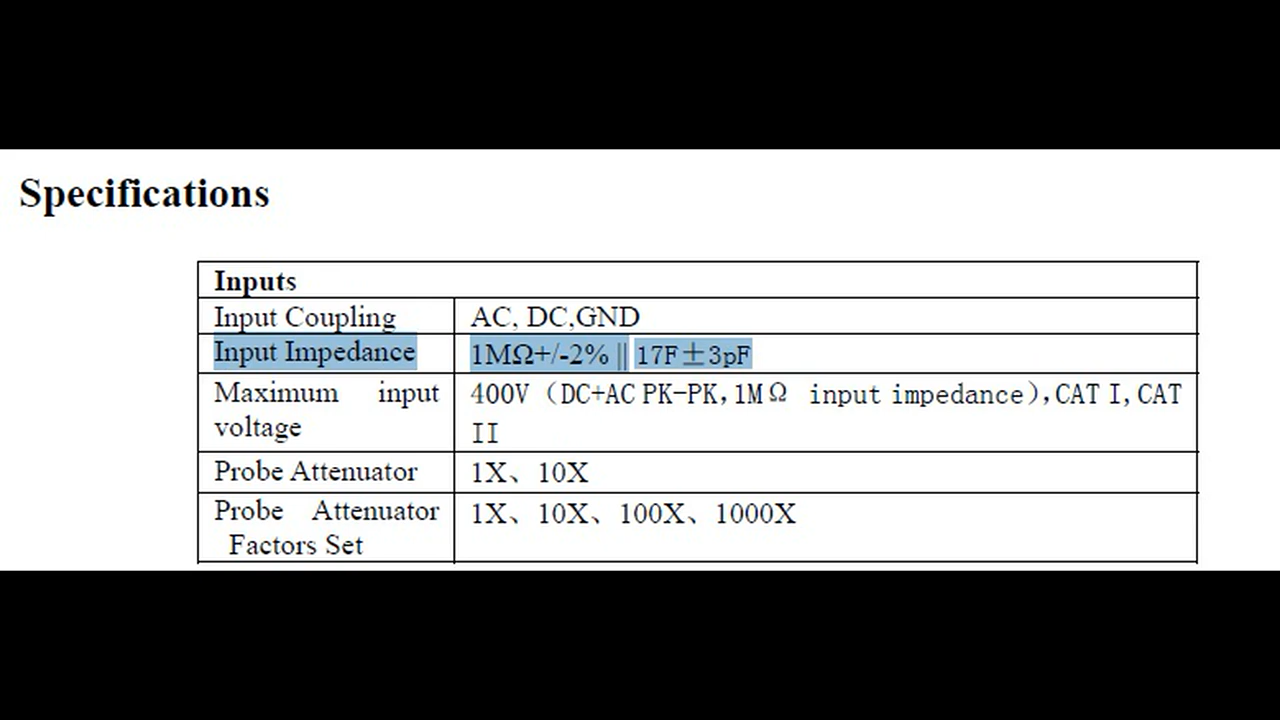 Specifications
Inputs
Input Coupling AC, DC,GND
Input Impedance 1MΩ+/-2% || 17F±3pF
Maximum input voltage 400V (DC+AC PK-PK,1MΩ input impedance),CAT I,CAT II
Probe Attenuator 1X、10X
Probe Attenuator Factors Set 1X、10X、100X、1000X